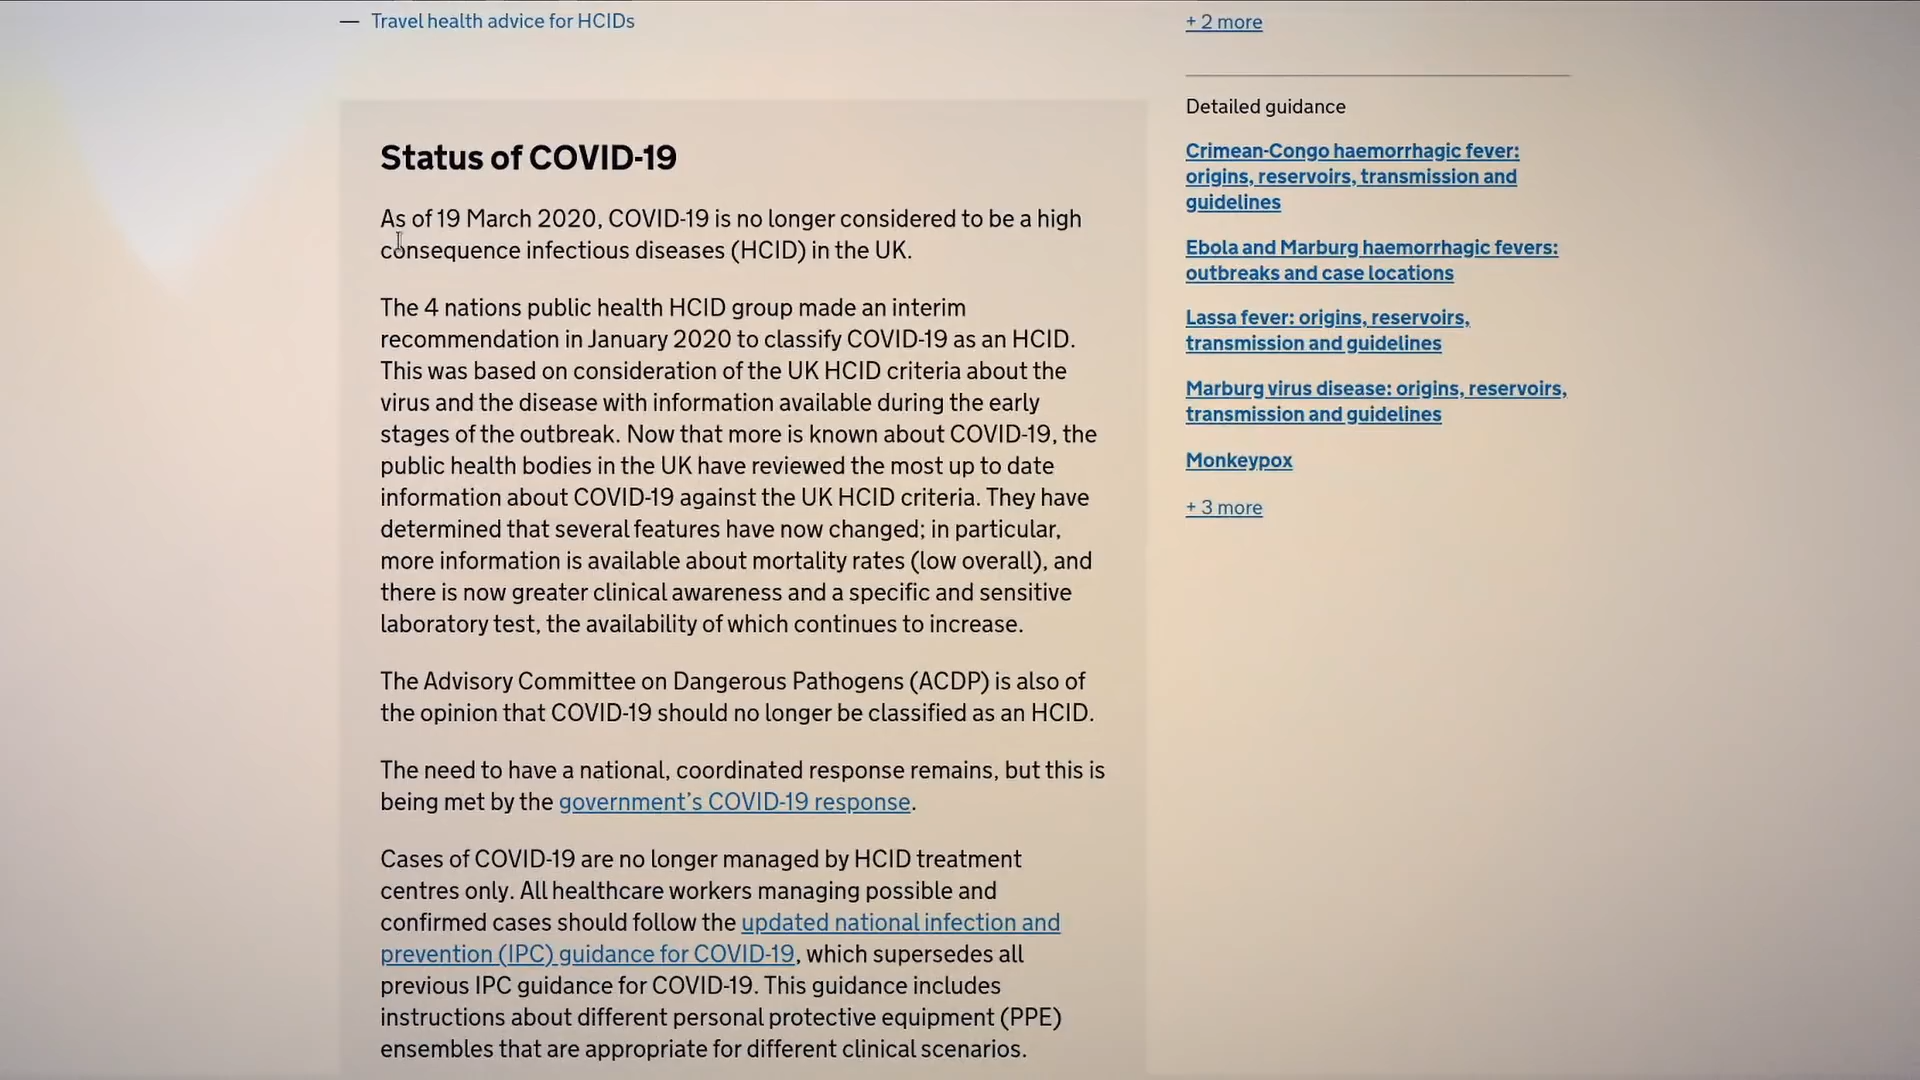 — Travel health advice for HCIDs
+ 2 more
Status of COVID-19
As of 19 March 2020, COVID-19 is no longer considered to be a high
consequence infectious diseases (HCID) in the UK.
The 4 nations public health HCID group made an interim
recommendation in January 2020 to classify COVID-19 as an HCID.
This was based on consideration of the UK HCID criteria about the
virus and the disease with information available during the early
stages of the outbreak. Now that more is known about COVID-19, the
public health bodies in the UK have reviewed the most up to date
information about COVID-19 against the UK HCID criteria. They have
determined that several features have now changed; in particular,
more information is available about mortality rates (low overall), and
there is now greater clinical awareness and a specific and sensitive
laboratory test, the availability of which continues to increase.
The Advisory Committee on Dangerous Pathogens (ACDP) is also of
the opinion that COVID-19 should no longer be classified as an HCID.
The need to have a national, coordinated response remains, but this is
being met by the government's COVID-19 response.
Cases of COVID-19 are no longer managed by HCID treatment
centres only. All healthcare workers managing possible and
confirmed cases should follow the updated national infection and
prevention (IPC) guidance for COVID-19, which supersedes all
previous IPC guidance for COVID-19. This guidance includes
instructions about different personal protective equipment (PPE)
ensembles that are appropriate for different clinical scenarios.
Detailed guidance
Crimean-Congo haemorrhagic fever:
origins, reservoirs, transmission and
guidelines
Ebola and Marburg haemorrhagic fevers:
outbreaks and case locations
Lassa fever: origins, reservoirs,
transmission and guidelines
Marburg virus disease: origins, reservoirs,
transmission and guidelines
Monkeypox
+ 3 more